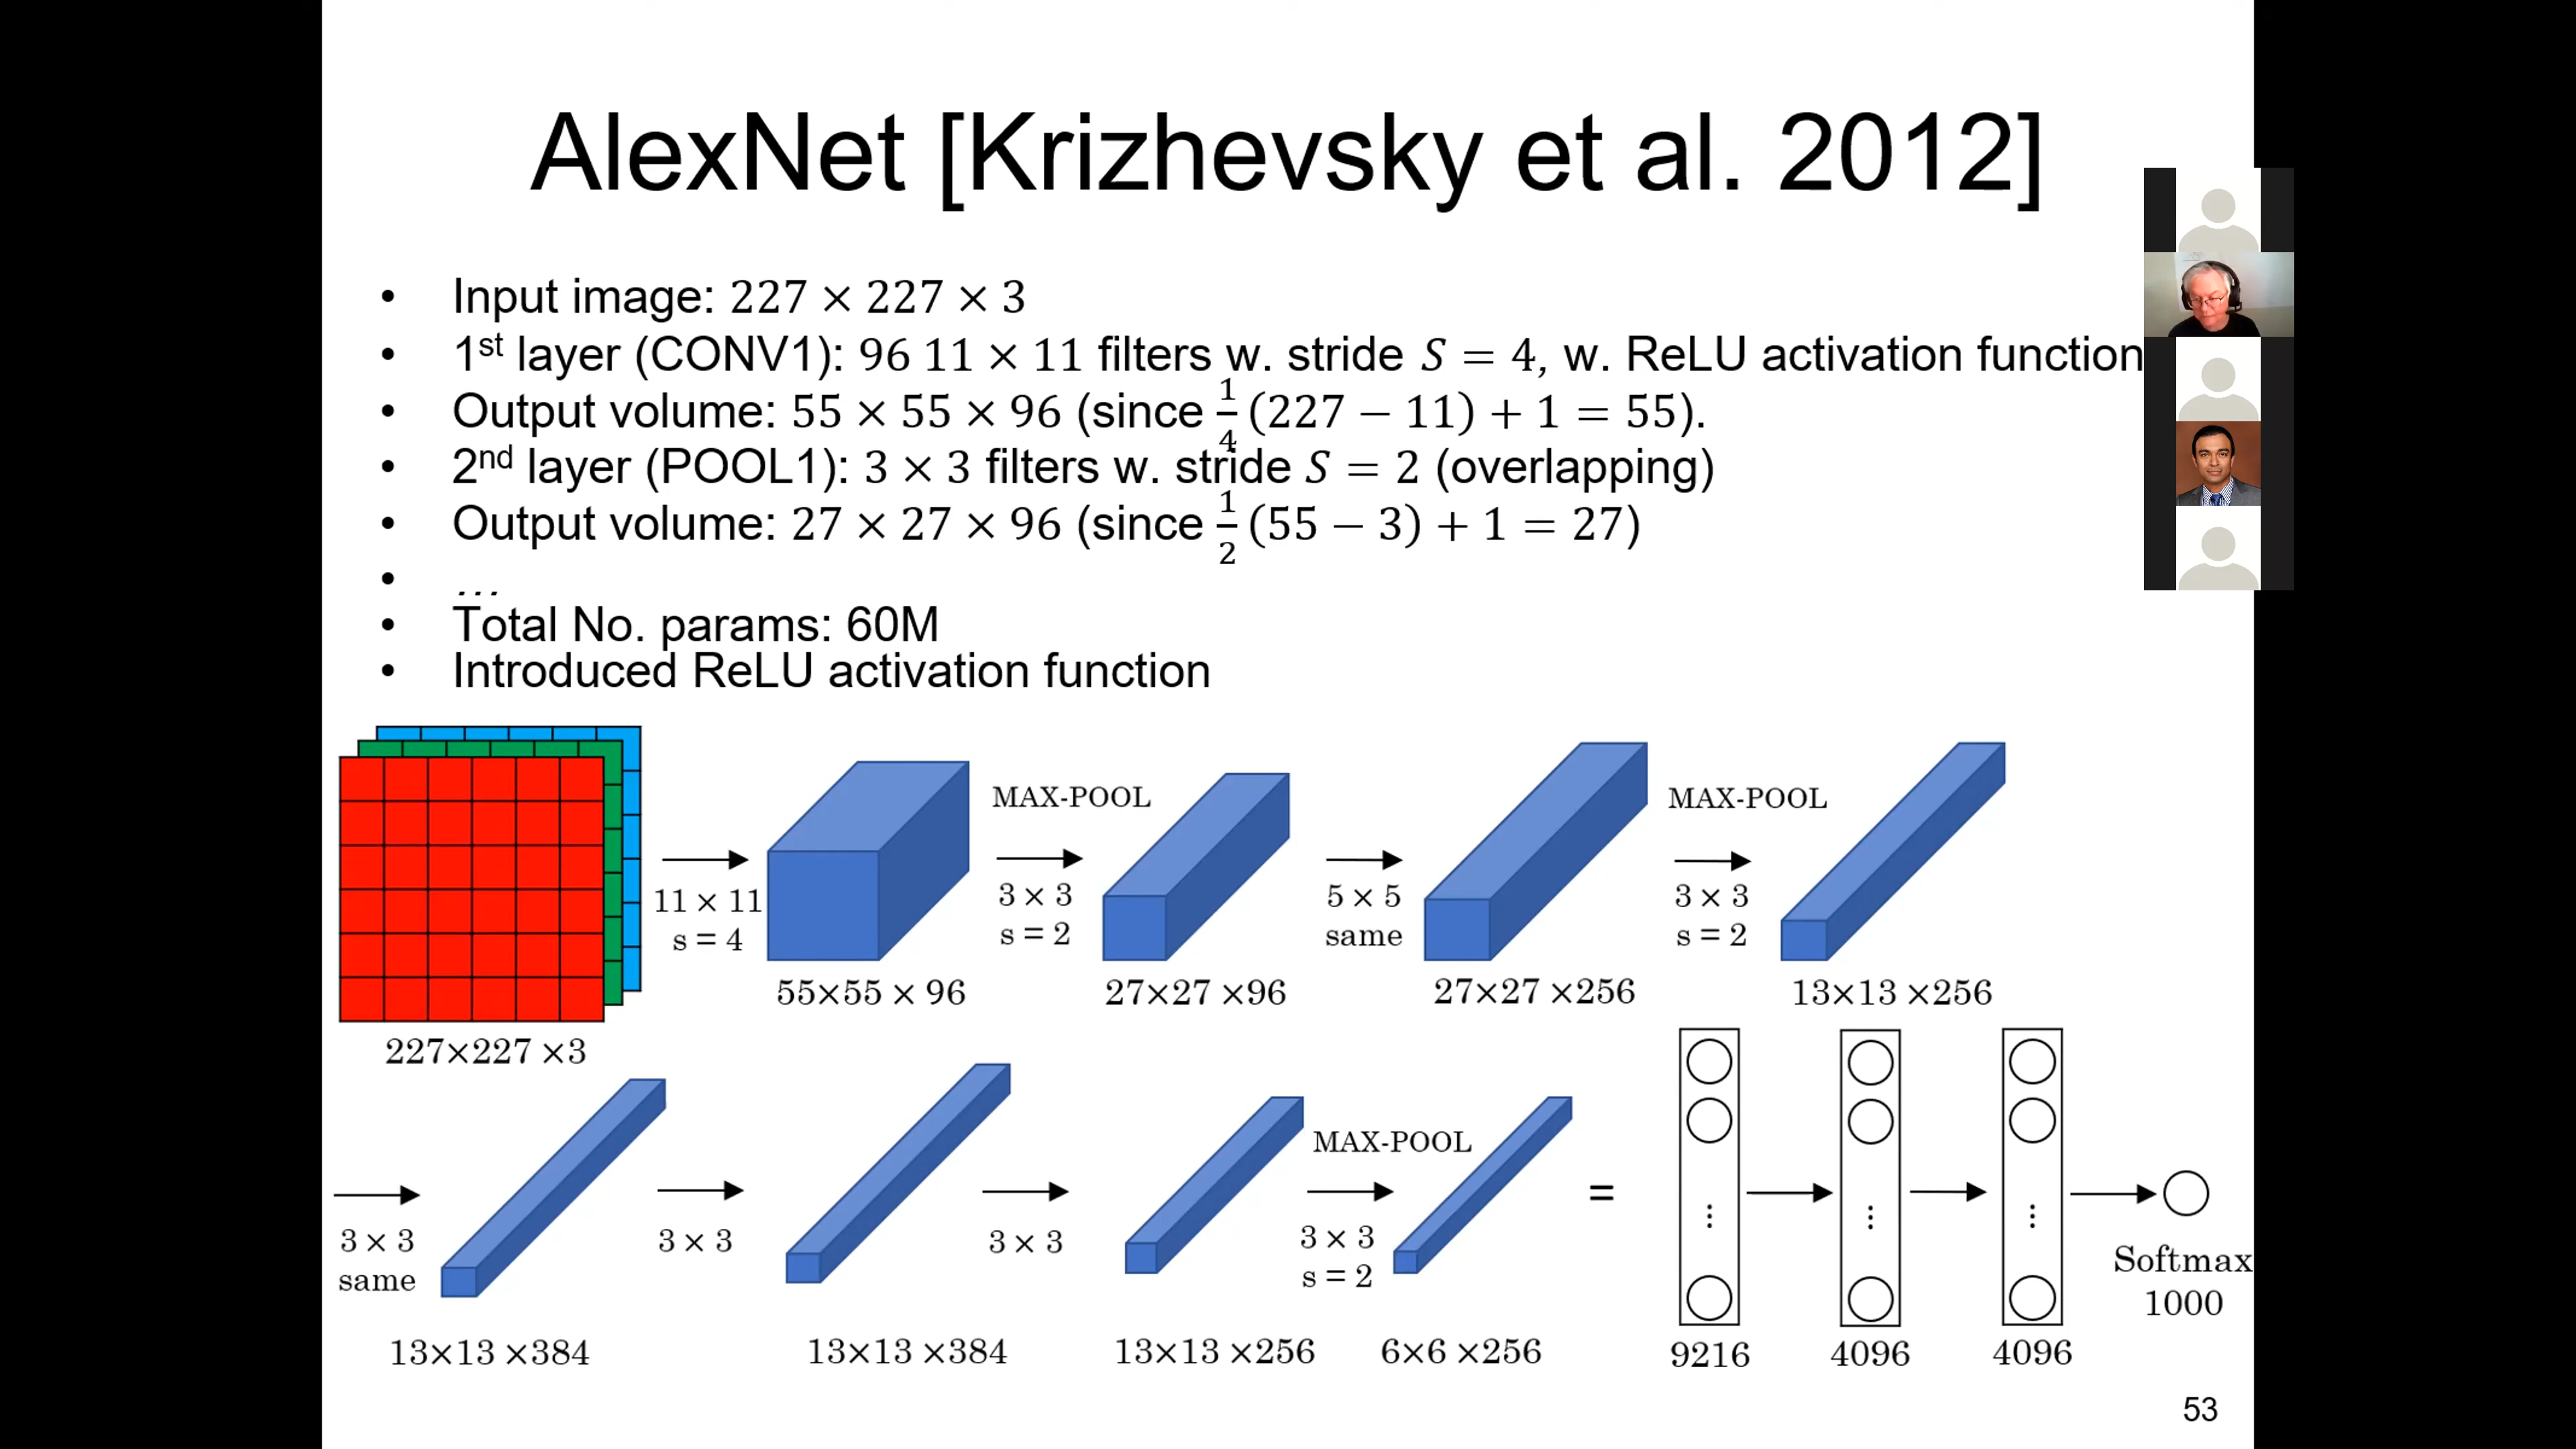 AlexNet [Krizhevsky et al. 2012]
• Input image: 227 × 227 × 3
• 1st layer (CONV1): 96 11 × 11 filters w. stride S = 4, w. ReLU activation function
• Output volume: 55 × 55 × 96 (since 1/4 (227 − 11) + 1 = 55).
• 2nd layer (POOL1): 3 × 3 filters w. stride S = 2 (overlapping)
• Output volume: 27 × 27 × 96 (since 1/2 (55 − 3) + 1 = 27)
• ...
• Total No. params: 60M
• Introduced ReLU activation function
227×227 ×3
11 × 11
s = 4
55×55 × 96
MAX-POOL
3 × 3
s = 2
27×27 ×96
5 × 5
same
27×27 ×256
MAX-POOL
3 × 3
s = 2
13×13 ×256
3 × 3
same
13×13 ×384
3 × 3
13×13 ×384
3 × 3
13×13 ×256
MAX-POOL
3 × 3
s = 2
6×6 ×256
=
⋮
9216
⋮
4096
⋮
4096
Softmax
1000
53